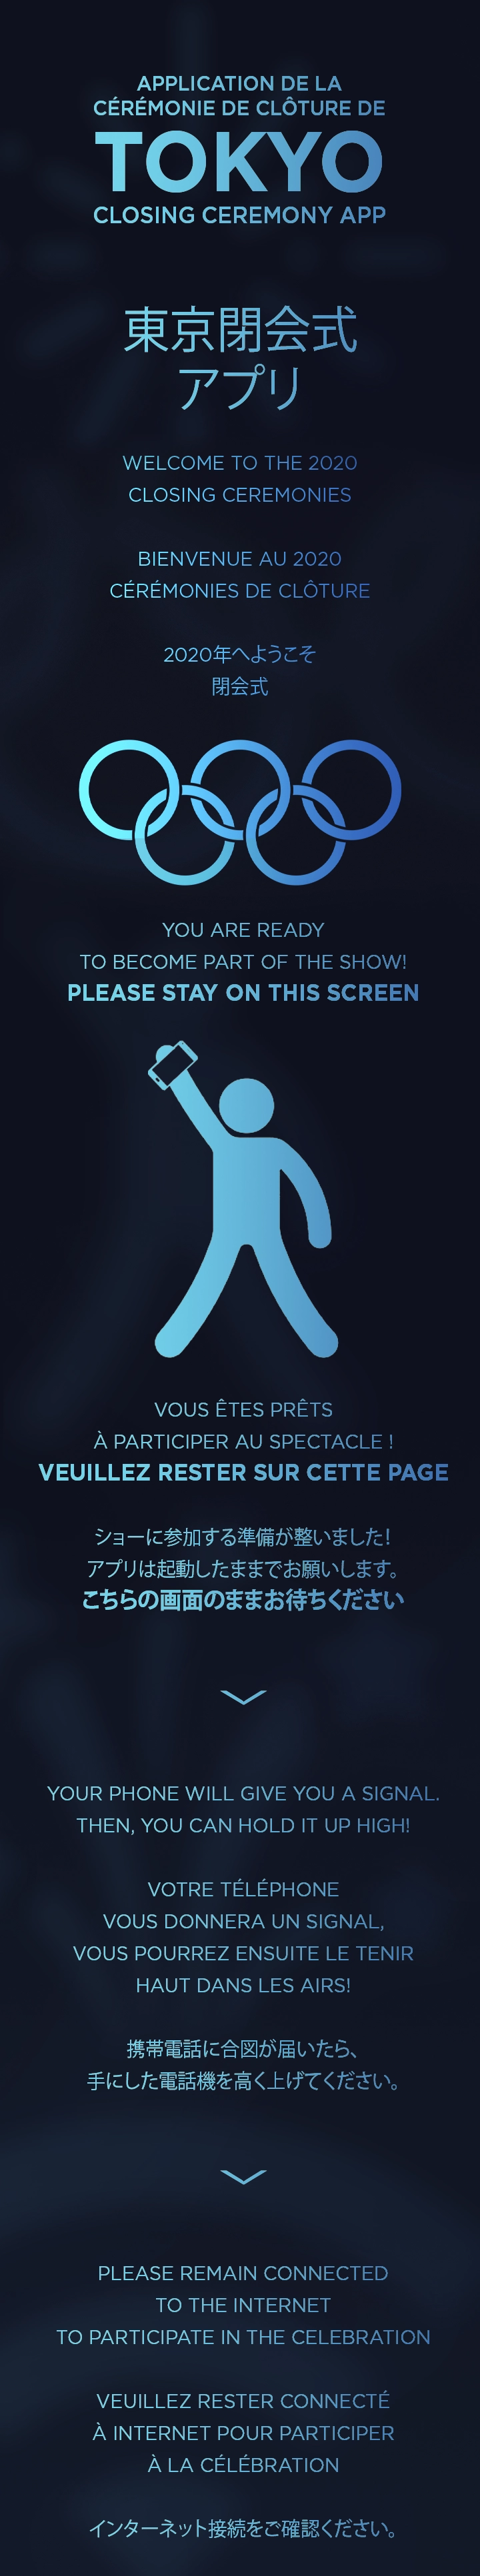 APPLICATION DE LA
CÉRÉMONIE DE CLÔTURE DE
TOKYO
CLOSING CEREMONY APP
東京閉会式
アプリ
WELCOME TO THE 2020
CLOSING CEREMONIES
BIENVENUE AU 2020
CÉRÉMONIES DE CLÔTURE
2020年へようこそ
閉会式
YOU ARE READY
TO BECOME PART OF THE SHOW!
PLEASE STAY ON THIS SCREEN
VOUS ÊTES PRÊTS
À PARTICIPER AU SPECTACLE !
VEUILLEZ RESTER SUR CETTE PAGE
ショーに参加する準備が整いました!
アプリは起動したままでお願いします。
こちらの画面のままお待ちください
YOUR PHONE WILL GIVE YOU A SIGNAL.
THEN, YOU CAN HOLD IT UP HIGH!
VOTRE TÉLÉPHONE
VOUS DONNERA UN SIGNAL,
VOUS POURREZ ENSUITE LE TENIR
HAUT DANS LES AIRS!
携帯電話に合図が届いたら、
手にした電話機を高く上げてください。
PLEASE REMAIN CONNECTED
TO THE INTERNET
TO PARTICIPATE IN THE CELEBRATION
VEUILLEZ RESTER CONNECTÉ
À INTERNET POUR PARTICIPER
À LA CÉLÉBRATION
インターネット接続をご確認ください。